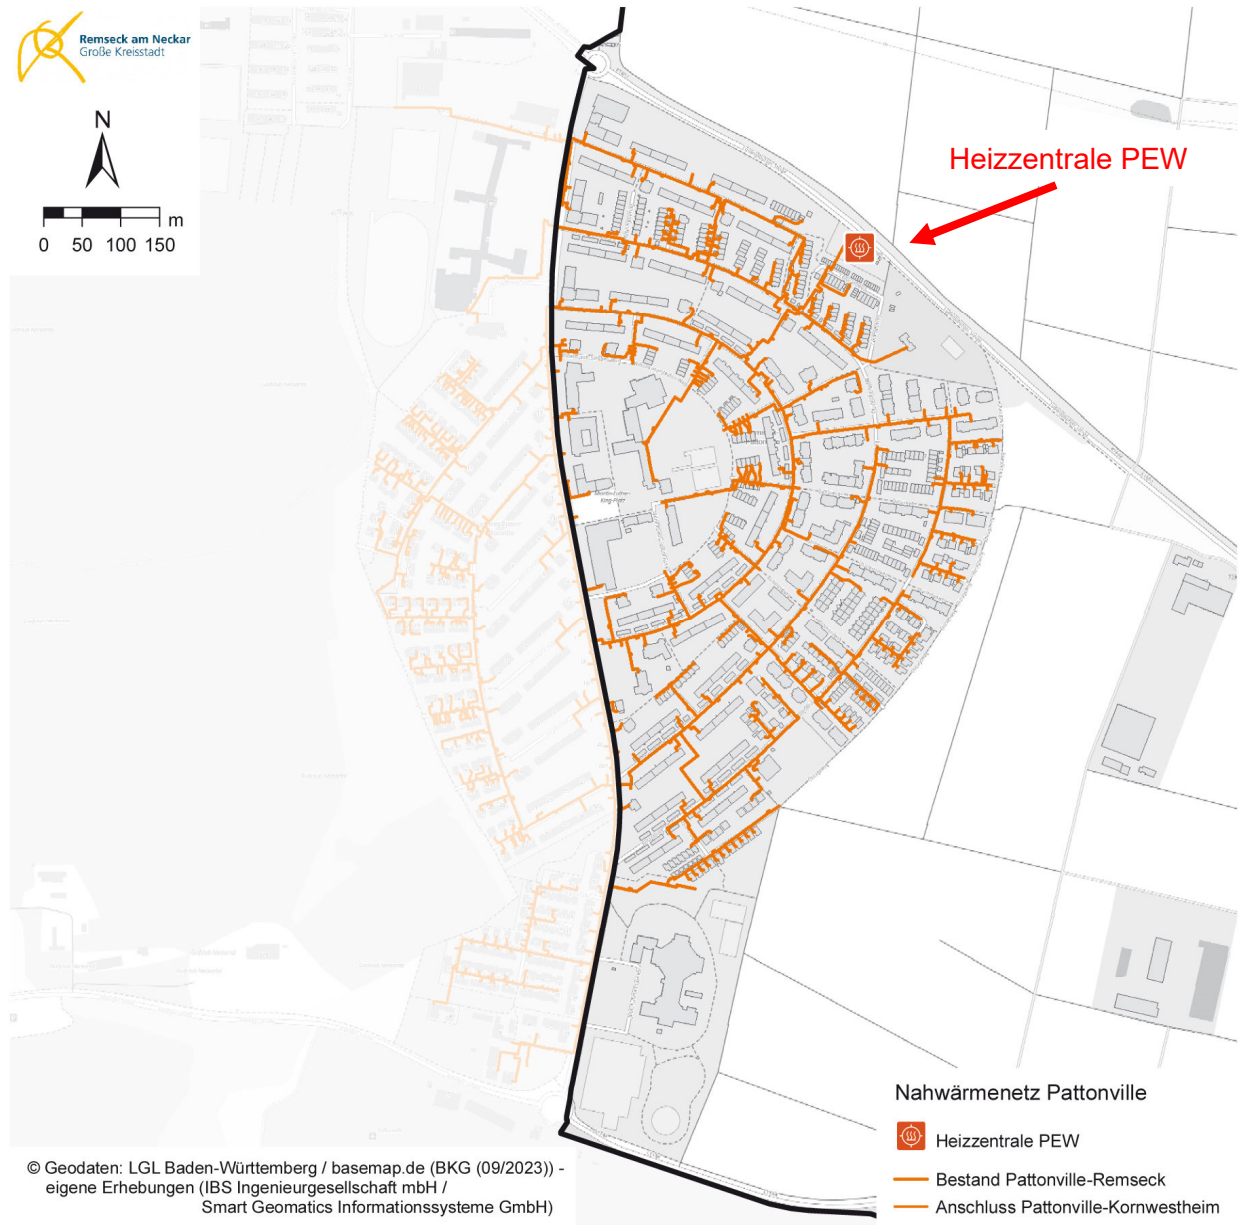 Remseck am Neckar
Große Kreisstadt
N
m
0 50 100 150
Heizzentrale PEW
Nahwärmenetz Pattonville
Heizzentrale PEW
Bestand Pattonville-Remseck
Anschluss Pattonville-Kornwestheim
© Geodaten: LGL Baden-Württemberg / basemap.de (BKG (09/2023)) -
eigene Erhebungen (IBS Ingenieurgesellschaft mbH /
Smart Geomatics Informationssysteme GmbH)